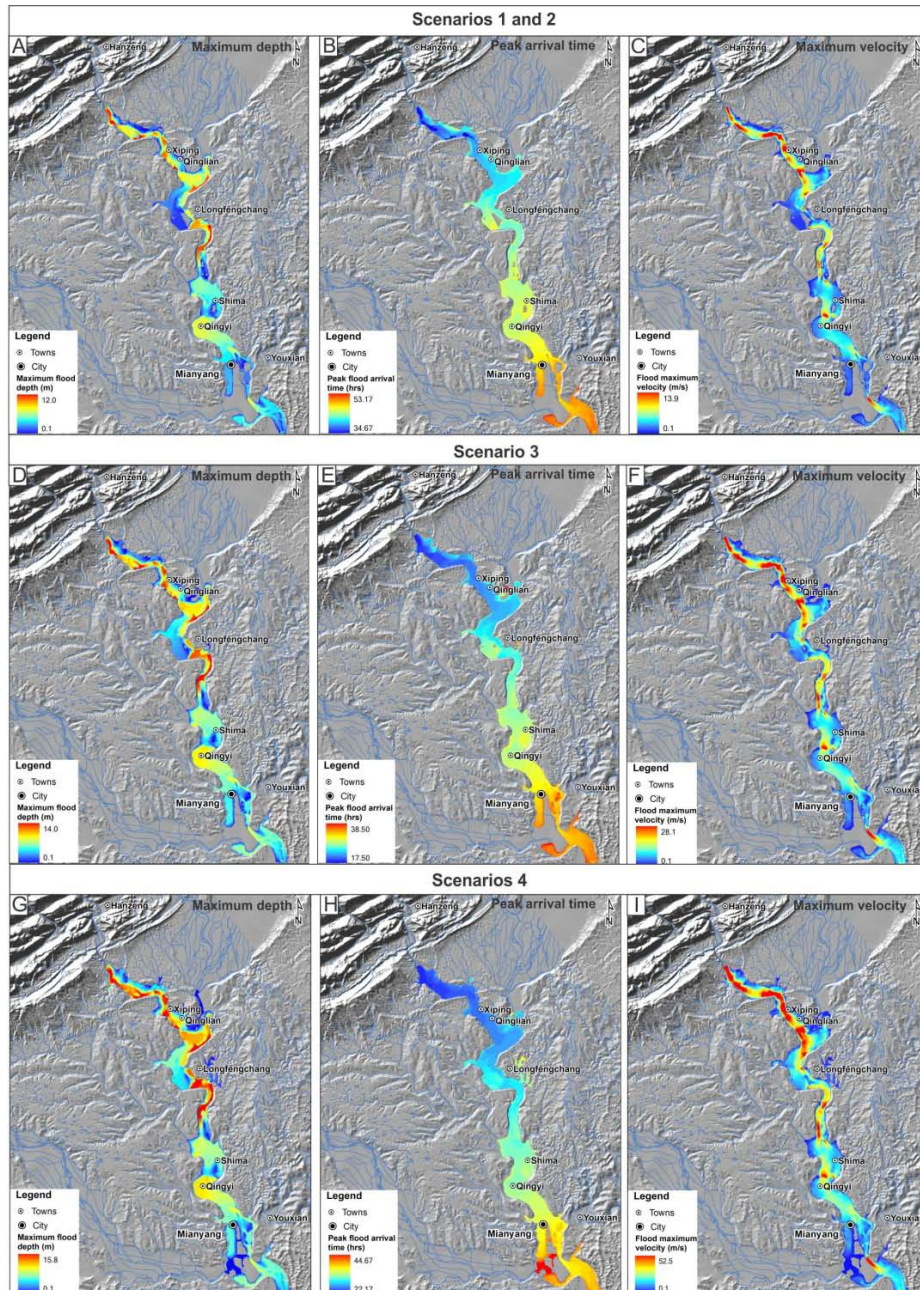 Scenarios 1 and 2
A
Hanzeng
Maximum depth
N
Xiping
Qinglian
Longfengchang
Shima
Qingyi
Youxian
Mianyang
Legend
Towns
City
Maximum flood
depth (m)
12.0
0.1
B
Hanzeng
Peak arrival time
N
Xiping
Qinglian
Longfengchang
Shima
Qingyi
Youxian
Mianyang
Legend
Towns
City
Peak flood arrival
time (hrs)
53.17
34.67
C
Hanzeng
Maximum velocity
N
Xiping
Qinglian
Longfengchang
Shima
Qingyi
Youxian
Mianyang
Legend
Towns
City
Flood maximum
velocity (m/s)
13.9
0.1
Scenario 3
D
Hanzeng
Maximum depth
N
Xiping
Qinglian
Longfengchang
Shima
Qingyi
Youxian
Mianyang
Legend
Towns
City
Maximum flood
depth (m)
14.0
0.1
E
Hanzeng
Peak arrival time
N
Xiping
Qinglian
Longfengchang
Shima
Qingyi
Youxian
Mianyang
Legend
Towns
City
Peak flood arrival
time (hrs)
38.50
17.50
F
Hanzeng
Maximum velocity
N
Xiping
Qinglian
Longfengchang
Shima
Qingyi
Youxian
Mianyang
Legend
Towns
City
Flood maximum
velocity (m/s)
28.1
0.1
Scenarios 4
G
Hanzeng
Maximum depth
N
Xiping
Qinglian
Longfengchang
Shima
Qingyi
Youxian
Mianyang
Legend
Towns
City
Maximum flood
depth (m)
15.8
0.1
H
Hanzeng
Peak arrival time
N
Xiping
Qinglian
Longfengchang
Shima
Qingyi
Youxian
Mianyang
Legend
Towns
City
Peak flood arrival
time (hrs)
44.67
22.17
I
Hanzeng
Maximum velocity
N
Xiping
Qinglian
Longfengchang
Shima
Qingyi
Youxian
Mianyang
Legend
Towns
City
Flood maximum
velocity (m/s)
52.5
0.1